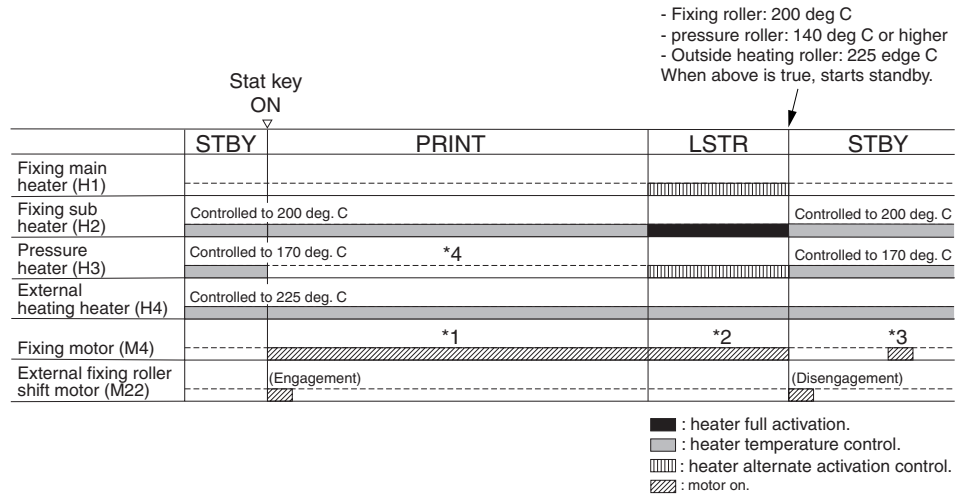 - Fixing roller: 200 deg C
- pressure roller: 140 deg C or higher
- Outside heating roller: 225 edge C
When above is true, starts standby.
Stat key
ON
STBY PRINT LSTR STBY
Fixing main
heater (H1)
Fixing sub
heater (H2)
Controlled to 200 deg. C Controlled to 200 deg. C
Pressure
heater (H3)
Controlled to 170 deg. C *4 Controlled to 170 deg. C
External
heating heater (H4)
Controlled to 225 deg. C
Fixing motor (M4) *1 *2 *3
External fixing roller
shift motor (M22)
(Engagement) (Disengagement)
: heater full activation.
: heater temperature control.
: heater alternate activation control.
: motor on.